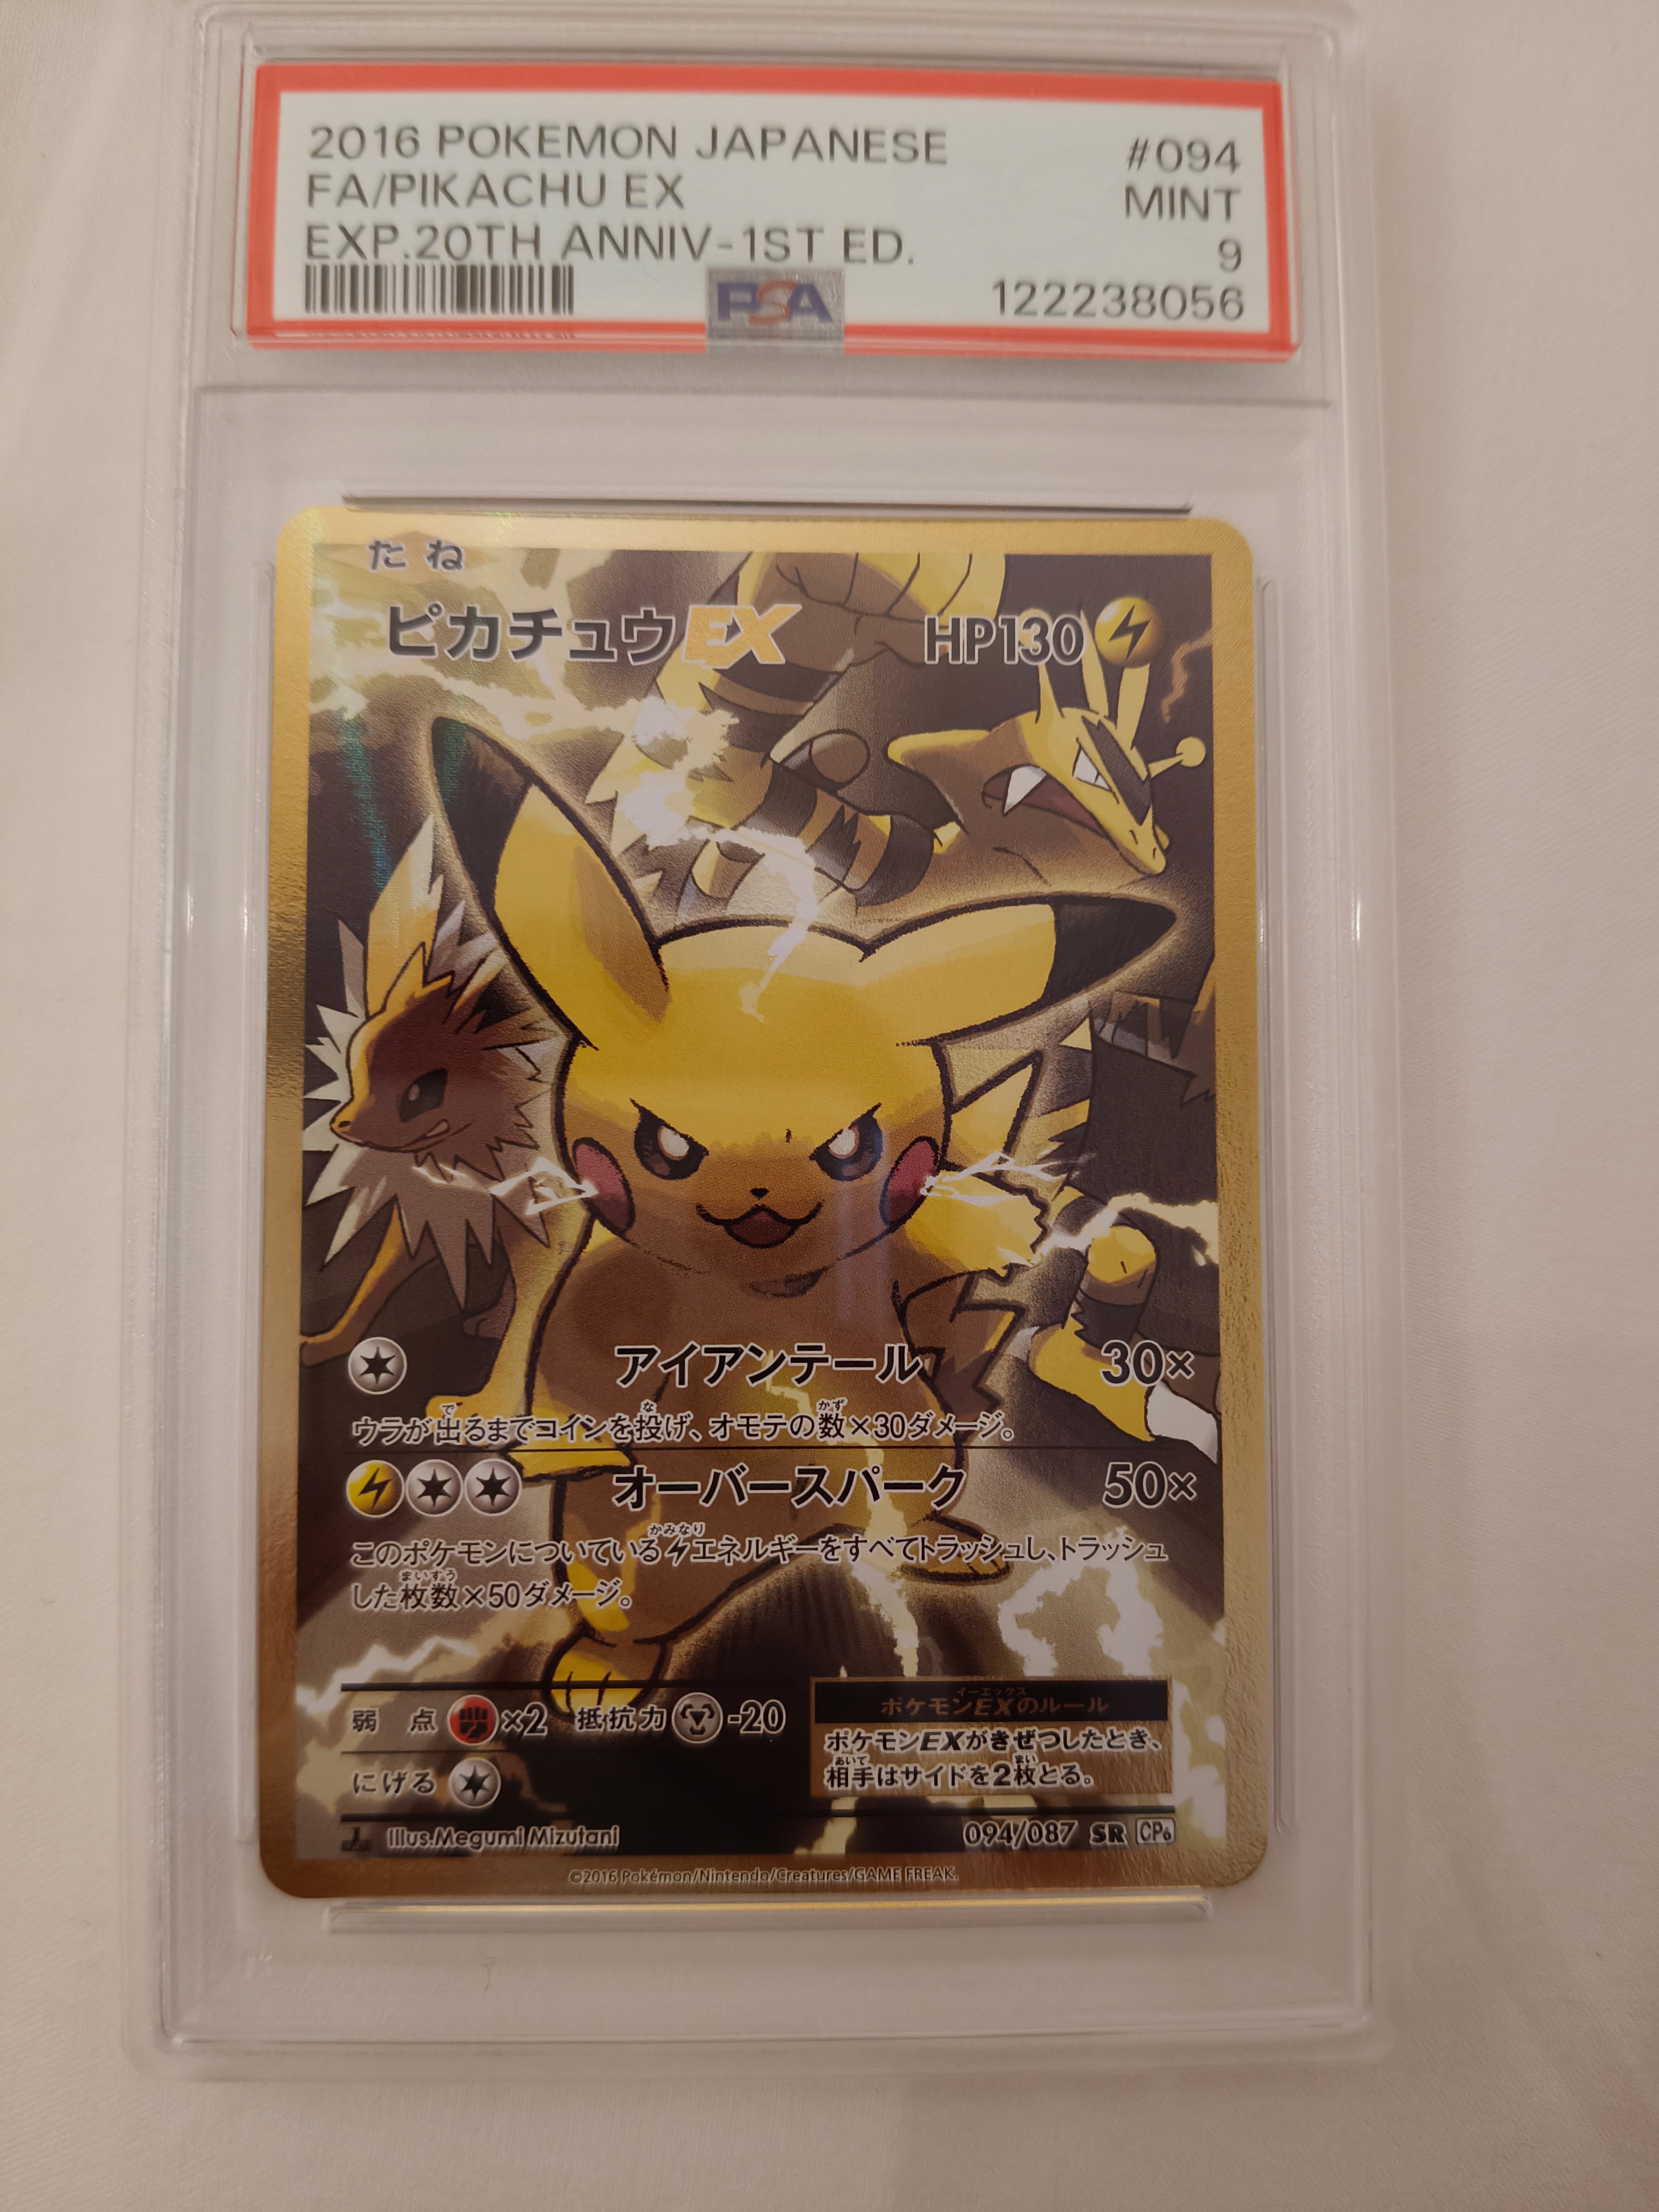 2016 POKEMON JAPANESE #094
FA/PIKACHU EX MINT
EXP.20TH ANNIV-1ST ED. 9
PSA 122238056
たね
ピカチュウEX HP130
アイアンテール 30×
ウラが出るまでコインを投げ、オモテの数×30ダメージ。
オーバースパーク 50×
このポケモンについているエネルギーをすべてトラッシュし、トラッシュ
した枚数×50ダメージ。
弱点 ×2 抵抗力 -20
にげる
ポケモンEXのルール
ポケモンEXがきぜつしたとき、
相手はサイドを2枚とる。
Illus.Megumi Mizutani 094/087 SR CP6
©2016 Pokémon/Nintendo/Creatures/GAME FREAK.